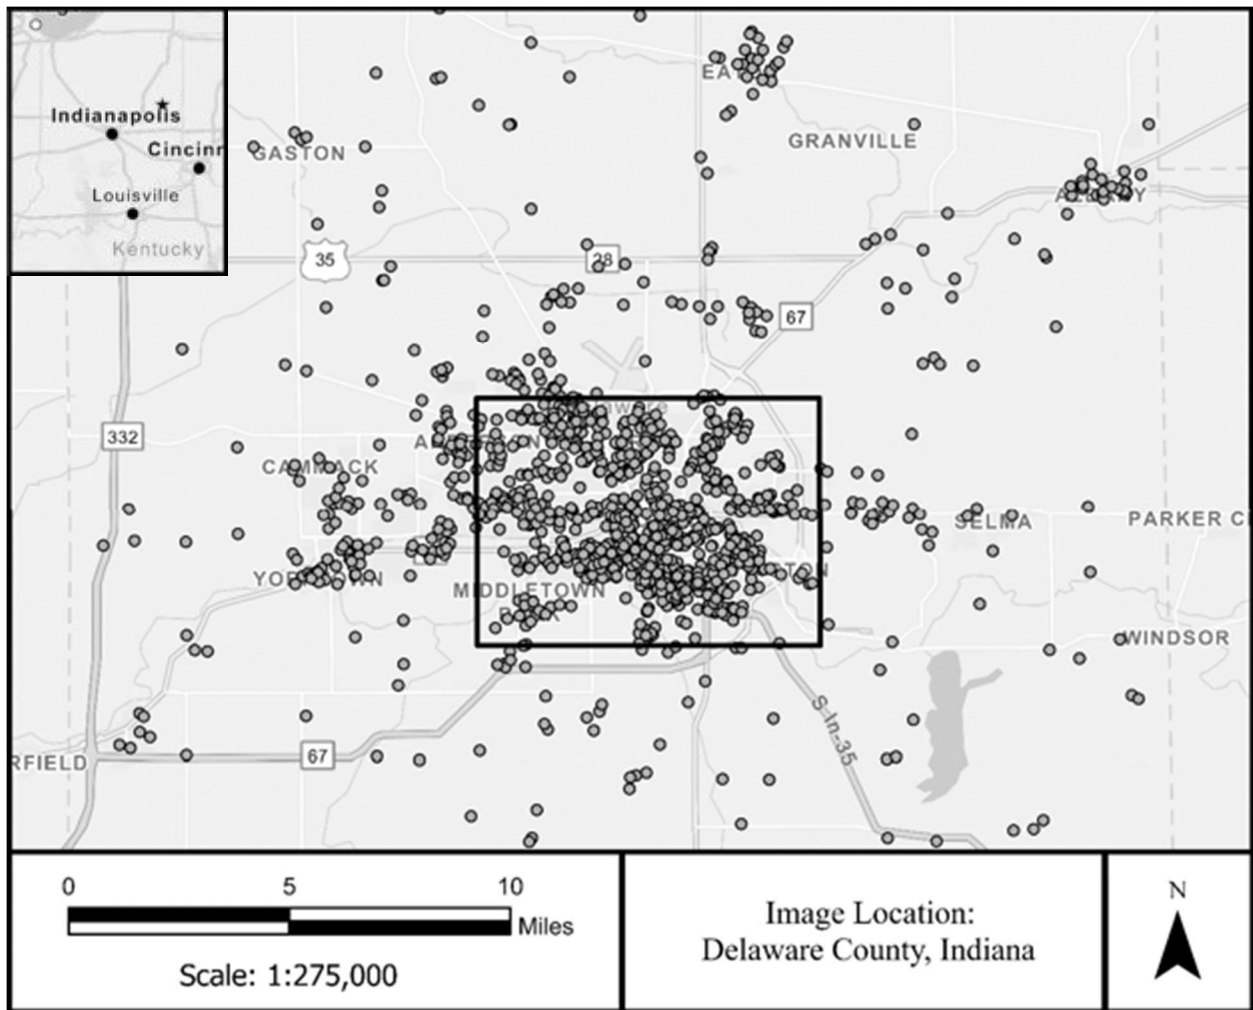 Indianapolis
Cincinn
Louisville
Kentucky
GASTON
GRANVILLE
35
28
67
332
CAMMACK
SELMA
PARKER C
MIDDLETOWN
WINDSOR
S In-35
RFIELD
67
0 5 10
Miles
Scale: 1:275,000
Image Location:
Delaware County, Indiana
N